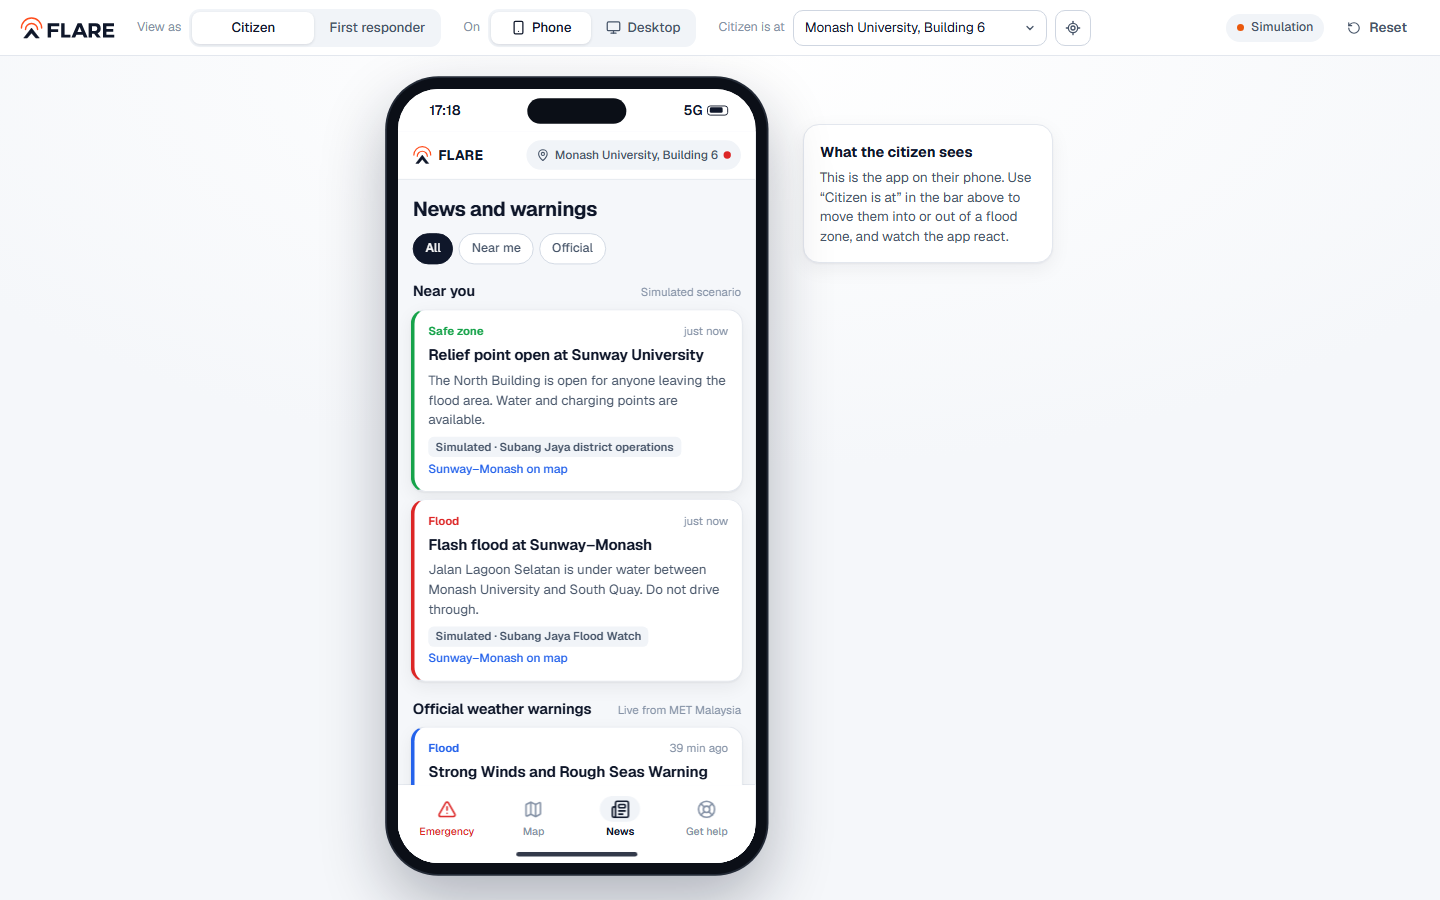 FLARE
View as
Citizen
First responder
On
Phone
Desktop
Citizen is at
Monash University, Building 6
Simulation
Reset
17:18
5G
FLARE
Monash University, Building 6
News and warnings
All
Near me
Official
Near you
Simulated scenario
Safe zone
just now
Relief point open at Sunway University
The North Building is open for anyone leaving the
flood area. Water and charging points are
available.
Simulated · Subang Jaya district operations
Sunway–Monash on map
Flood
just now
Flash flood at Sunway–Monash
Jalan Lagoon Selatan is under water between
Monash University and South Quay. Do not drive
through.
Simulated · Subang Jaya Flood Watch
Sunway–Monash on map
Official weather warnings
Live from MET Malaysia
Flood
39 min ago
Strong Winds and Rough Seas Warning
Emergency
Map
News
Get help
What the citizen sees
This is the app on their phone. Use
“Citizen is at” in the bar above to
move them into or out of a flood
zone, and watch the app react.